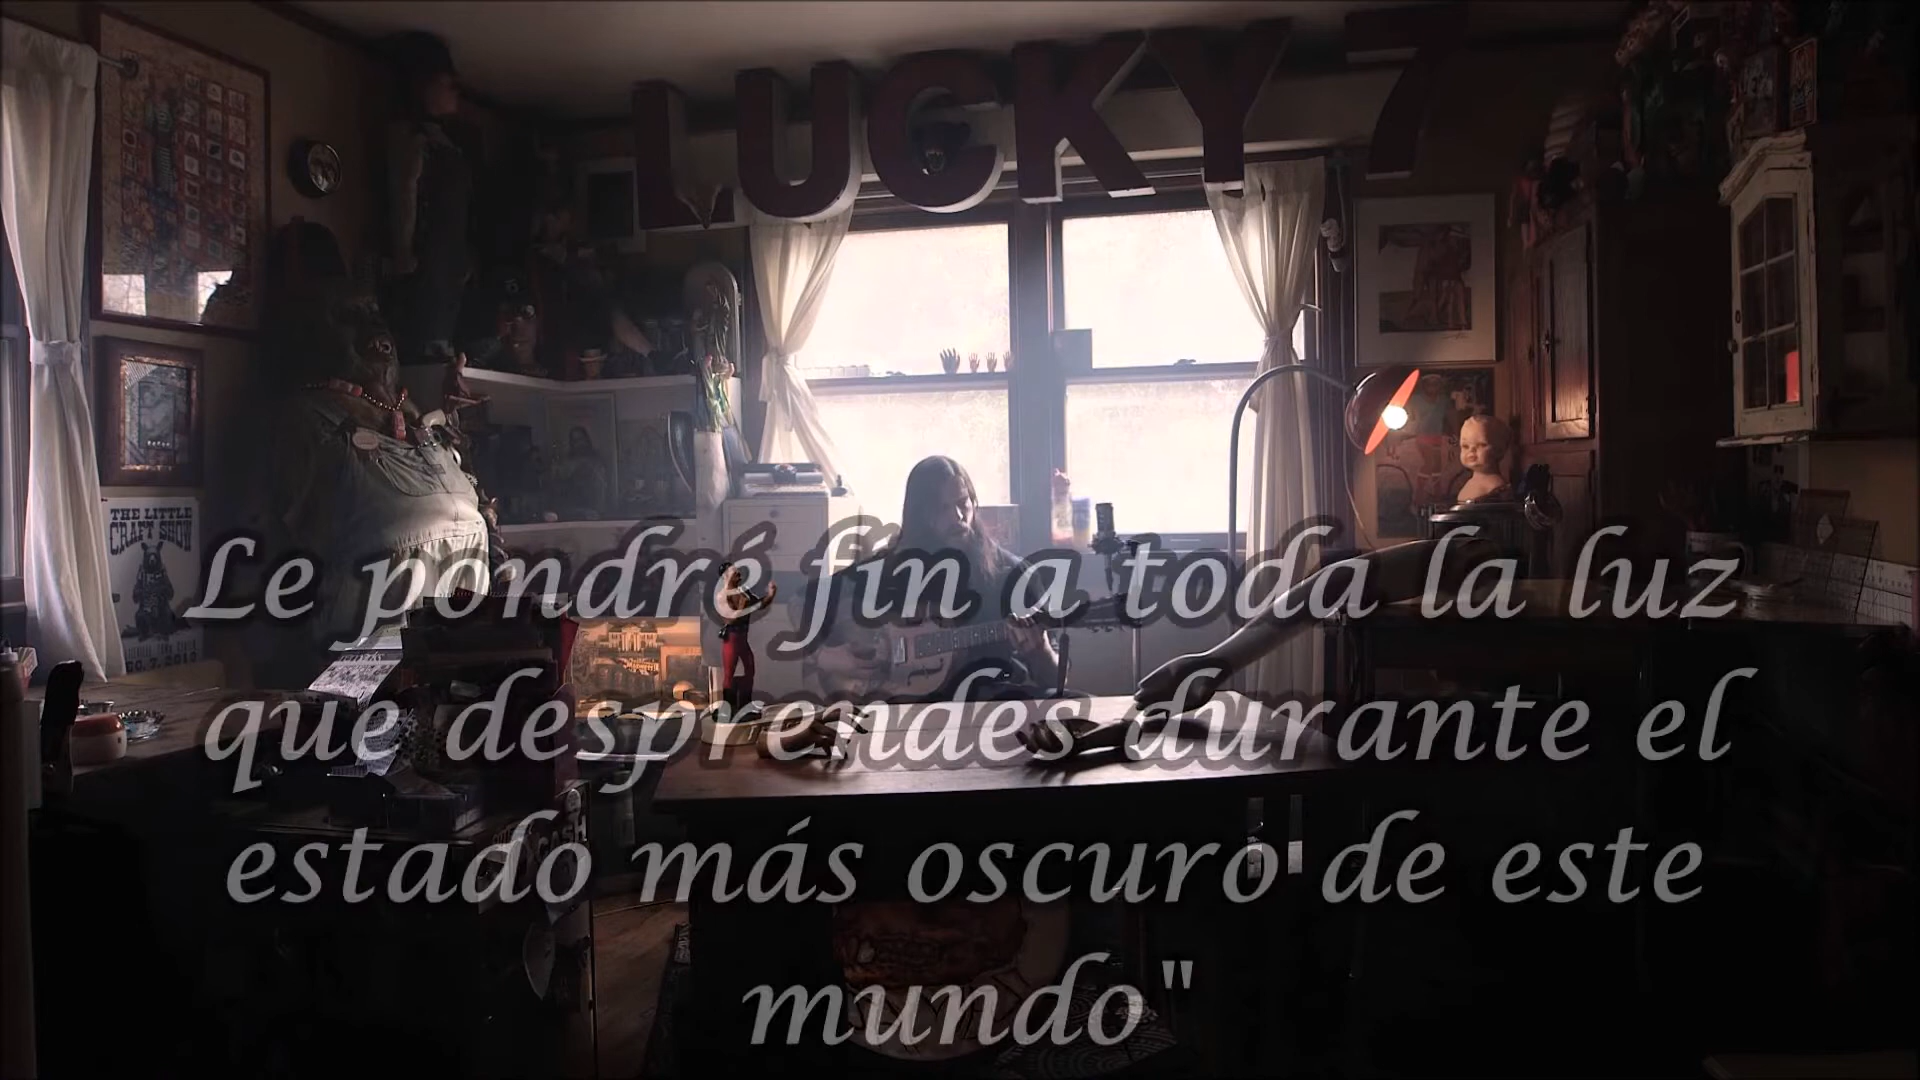 LUCKY 7
THE LITTLE
CRAFT SHOW
Le pondré fin a toda la luz
que desprendes durante el
estado más oscuro de este
mundo"